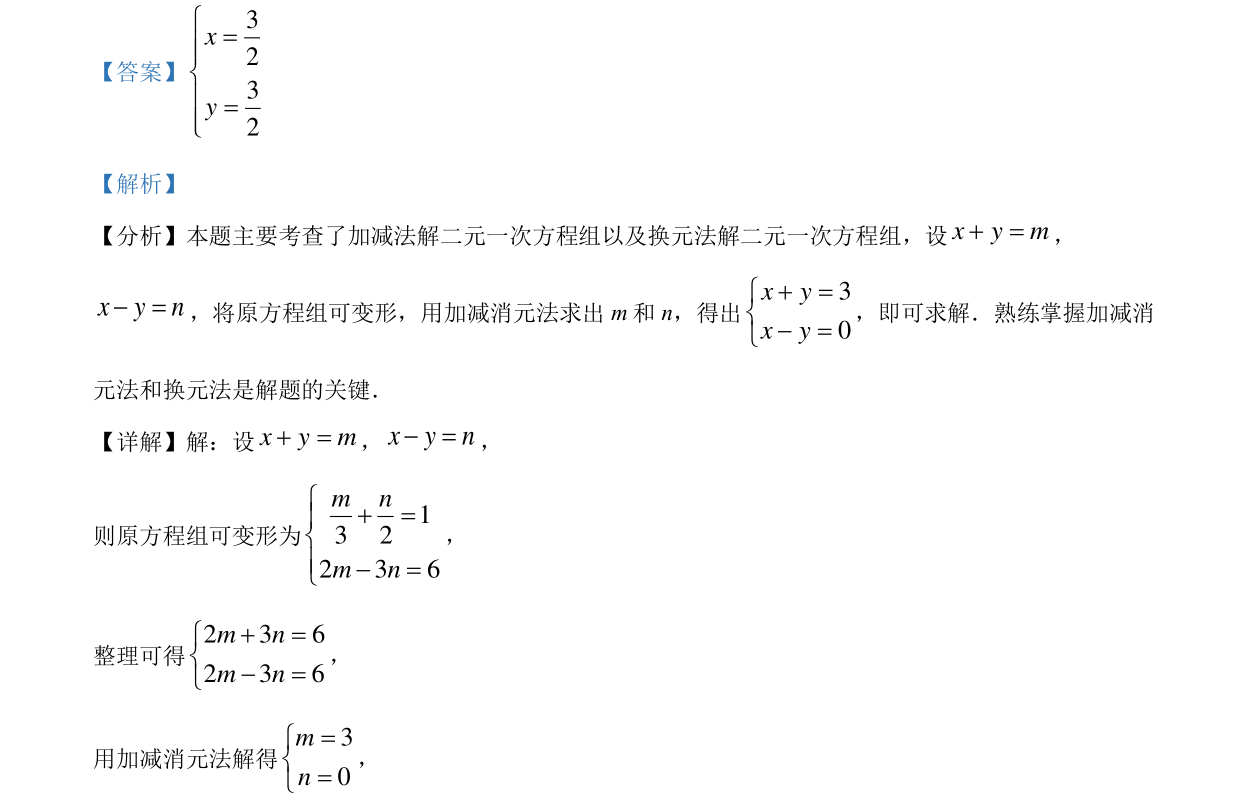 【答案】 { x = 3/2
y = 3/2
【解析】
【分析】本题主要考查了加减法解二元一次方程组以及换元法解二元一次方程组，设 x + y = m，
x − y = n，将原方程组可变形，用加减消元法求出 m 和 n，得出 { x + y = 3 x − y = 0，即可求解．熟练掌握加减消
元法和换元法是解题的关键．
【详解】解：设 x + y = m， x − y = n，
则原方程组可变形为 { m/3 + n/2 = 1 2m − 3n = 6，
整理可得 { 2m + 3n = 6 2m − 3n = 6，
用加减消元法解得 { m = 3 n = 0，